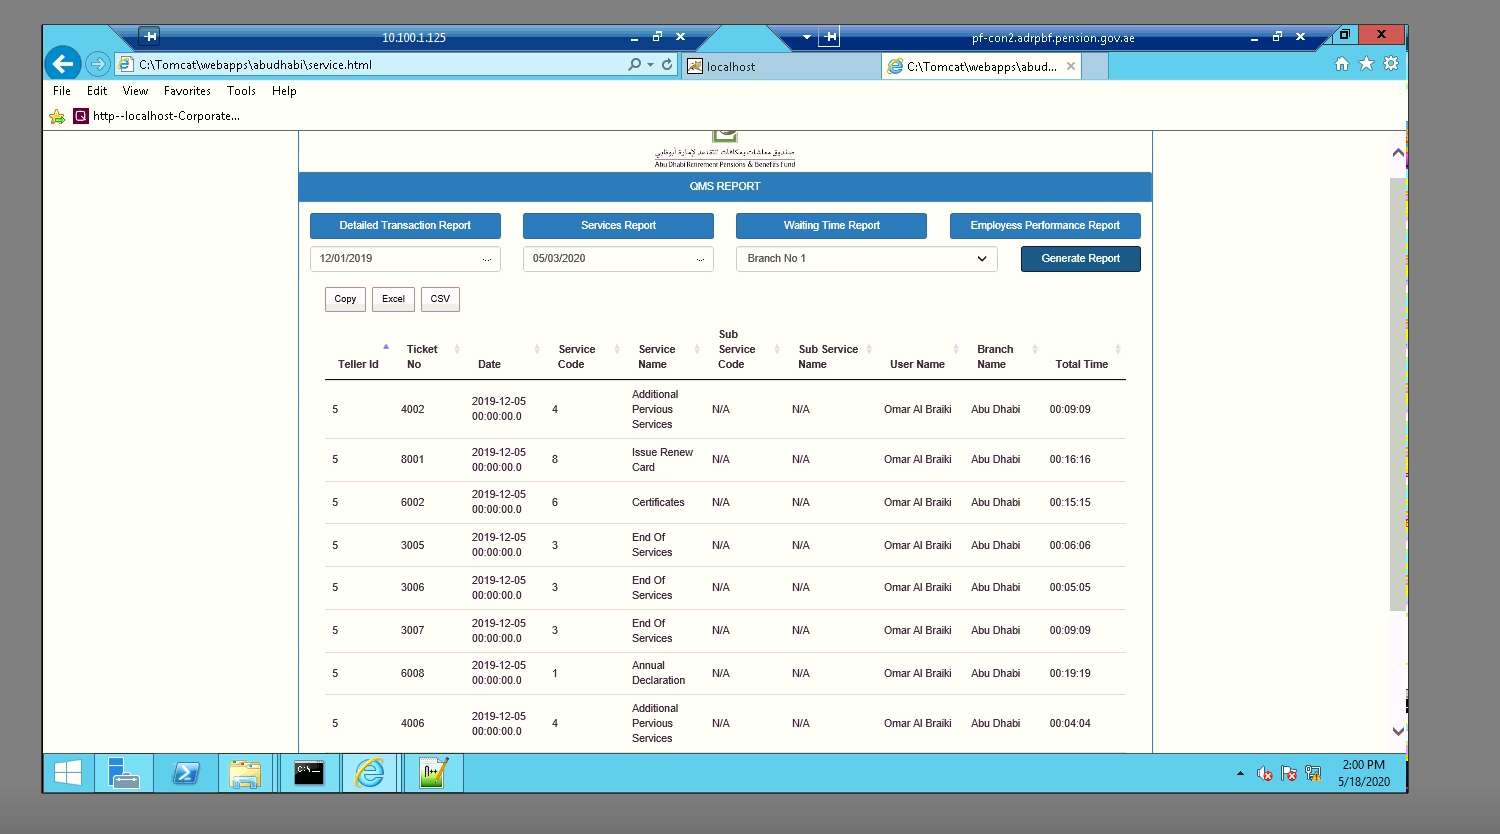 10.100.1.125
pf-con2.adrpbf.pension.gov.ae
C:\Tomcat\webapps\abudhabi\service.html
localhost
C:\Tomcat\webapps\abud...
File Edit View Favorites Tools Help
http--localhost-Corporate...
صندوق معاشات ومكافآت التقاعد لإمارة أبوظبي
Abu Dhabi Retirement Pensions & Benefits Fund
QMS REPORT
Detailed Transaction Report Services Report Waiting Time Report Employess Performance Report
12/01/2019 ... 05/03/2020 ... Branch No 1 Generate Report
Copy Excel CSV
Teller Id Ticket No Date Service Code Service Name Sub Service Code Sub Service Name User Name Branch Name Total Time
5 4002 2019-12-05 00:00:00.0 4 Additional Pervious Services N/A N/A Omar Al Braiki Abu Dhabi 00:09:09
5 8001 2019-12-05 00:00:00.0 8 Issue Renew Card N/A N/A Omar Al Braiki Abu Dhabi 00:16:16
5 6002 2019-12-05 00:00:00.0 6 Certificates N/A N/A Omar Al Braiki Abu Dhabi 00:15:15
5 3005 2019-12-05 00:00:00.0 3 End Of Services N/A N/A Omar Al Braiki Abu Dhabi 00:06:06
5 3006 2019-12-05 00:00:00.0 3 End Of Services N/A N/A Omar Al Braiki Abu Dhabi 00:05:05
5 3007 2019-12-05 00:00:00.0 3 End Of Services N/A N/A Omar Al Braiki Abu Dhabi 00:09:09
5 6008 2019-12-05 00:00:00.0 1 Annual Declaration N/A N/A Omar Al Braiki Abu Dhabi 00:19:19
5 4006 2019-12-05 00:00:00.0 4 Additional Pervious Services N/A N/A Omar Al Braiki Abu Dhabi 00:04:04
2:00 PM
5/18/2020